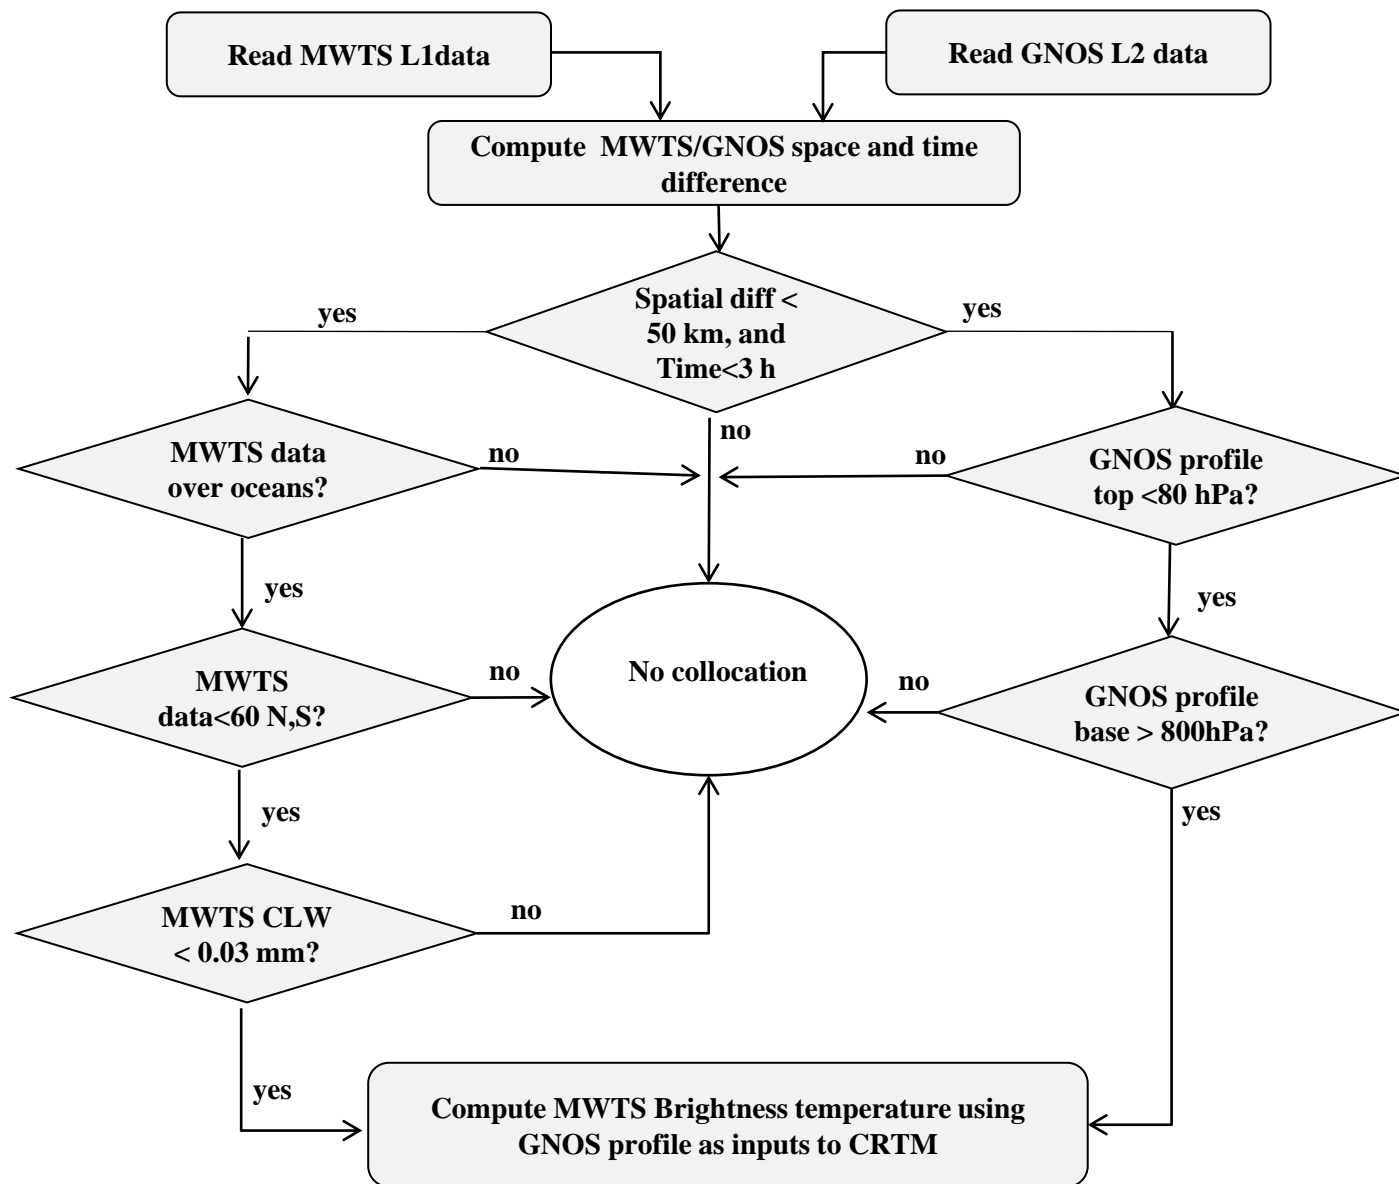 Read MWTS L1data
Read GNOS L2 data
Compute  MWTS/GNOS space and time
difference
Spatial diff <
50 km, and
Time<3 h
yes
yes
no
MWTS data
over oceans?
no
no
GNOS profile
top <80 hPa?
yes
yes
MWTS
data<60 N,S?
no
No collocation
no
GNOS profile
base > 800hPa?
yes
yes
MWTS CLW
< 0.03 mm?
no
yes
Compute MWTS Brightness temperature using
GNOS profile as inputs to CRTM